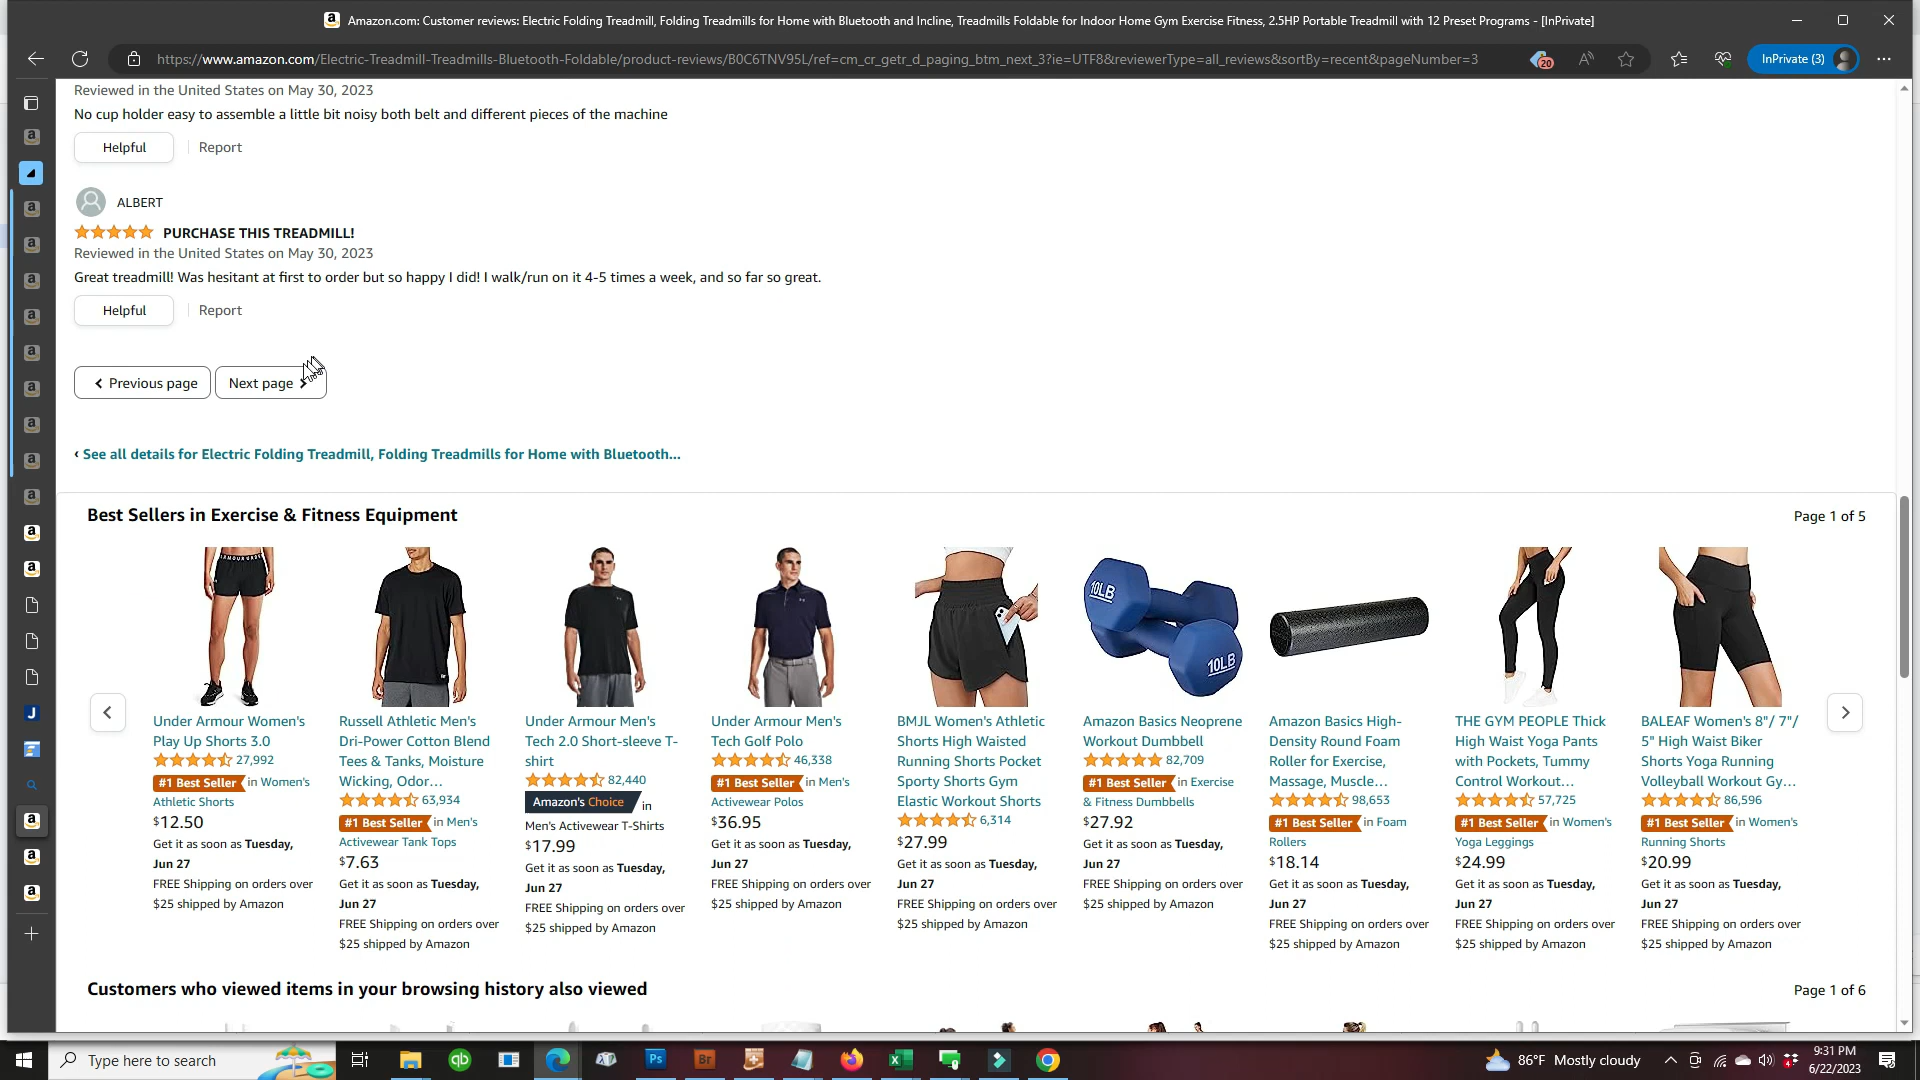 Amazon.com: Customer reviews: Electric Folding Treadmill, Folding Treadmills for Home with Bluetooth and Incline, Treadmills Foldable for Indoor Home Gym Exercise Fitness, 2.5HP Portable Treadmill with 12 Preset Programs - [InPrivate]
https://www.amazon.com/Electric-Treadmill-Treadmills-Bluetooth-Foldable/product-reviews/B0C6TNV95L/ref=cm_cr_getr_d_paging_btm_next_3?ie=UTF8&reviewerType=all_reviews&sortBy=recent&pageNumber=3
20
InPrivate (3)
Reviewed in the United States on May 30, 2023
No cup holder easy to assemble a little bit noisy both belt and different pieces of the machine
Helpful
Report
ALBERT
PURCHASE THIS TREADMILL!
Reviewed in the United States on May 30, 2023
Great treadmill! Was hesitant at first to order but so happy I did! I walk/run on it 4-5 times a week, and so far so great.
Helpful
Report
Previous page
Next page
‹ See all details for Electric Folding Treadmill, Folding Treadmills for Home with Bluetooth...
Best Sellers in Exercise & Fitness Equipment
Page 1 of 5
Under Armour Women's
Play Up Shorts 3.0
27,992
#1 Best Seller in Women's
Athletic Shorts
$12.50
Get it as soon as Tuesday,
Jun 27
FREE Shipping on orders over
$25 shipped by Amazon
Russell Athletic Men's
Dri-Power Cotton Blend
Tees & Tanks, Moisture
Wicking, Odor...
63,934
#1 Best Seller in Men's
Activewear Tank Tops
$7.63
Get it as soon as Tuesday,
Jun 27
FREE Shipping on orders over
$25 shipped by Amazon
Under Armour Men's
Tech 2.0 Short-sleeve T-
shirt
82,440
Amazon's Choice in
Men's Activewear T-Shirts
$17.99
Get it as soon as Tuesday,
Jun 27
FREE Shipping on orders over
$25 shipped by Amazon
Under Armour Men's
Tech Golf Polo
46,338
#1 Best Seller in Men's
Activewear Polos
$36.95
Get it as soon as Tuesday,
Jun 27
FREE Shipping on orders over
$25 shipped by Amazon
BMJL Women's Athletic
Shorts High Waisted
Running Shorts Pocket
Sporty Shorts Gym
Elastic Workout Shorts
6,314
$27.99
Get it as soon as Tuesday,
Jun 27
FREE Shipping on orders over
$25 shipped by Amazon
10LB
10LB
Amazon Basics Neoprene
Workout Dumbbell
82,709
#1 Best Seller in Exercise
& Fitness Dumbbells
$27.92
Get it as soon as Tuesday,
Jun 27
FREE Shipping on orders over
$25 shipped by Amazon
Amazon Basics High-
Density Round Foam
Roller for Exercise,
Massage, Muscle...
98,653
#1 Best Seller in Foam
Rollers
$18.14
Get it as soon as Tuesday,
Jun 27
FREE Shipping on orders over
$25 shipped by Amazon
THE GYM PEOPLE Thick
High Waist Yoga Pants
with Pockets, Tummy
Control Workout...
57,725
#1 Best Seller in Women's
Yoga Leggings
$24.99
Get it as soon as Tuesday,
Jun 27
FREE Shipping on orders over
$25 shipped by Amazon
BALEAF Women's 8"/ 7"/
5" High Waist Biker
Shorts Yoga Running
Volleyball Workout Gy...
86,596
#1 Best Seller in Women's
Running Shorts
$20.99
Get it as soon as Tuesday,
Jun 27
FREE Shipping on orders over
$25 shipped by Amazon
Customers who viewed items in your browsing history also viewed
Page 1 of 6
Type here to search
Ps
Br
86°F Mostly cloudy
9:31 PM
6/22/2023